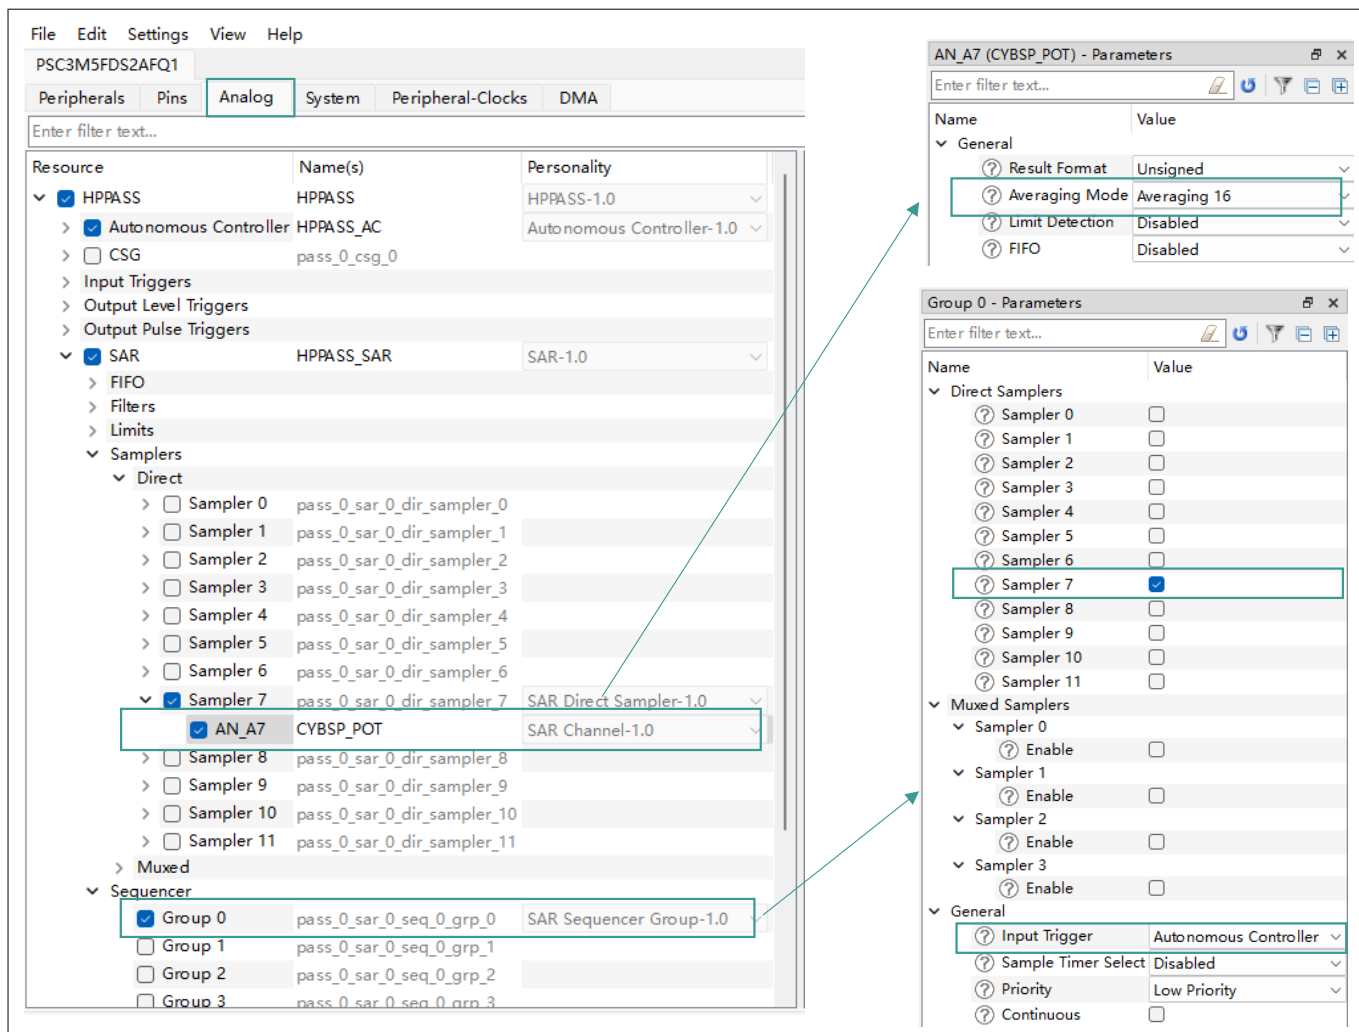 File Edit Settings View Help
PSC3M5FDS2AFQ1
Peripherals Pins Analog System Peripheral-Clocks DMA
Enter filter text...
Resource Name(s) Personality
HPPASS HPPASS HPPASS-1.0
Autonomous Controller HPPASS_AC Autonomous Controller-1.0
CSG pass_0_csg_0
Input Triggers
Output Level Triggers
Output Pulse Triggers
SAR HPPASS_SAR SAR-1.0
FIFO
Filters
Limits
Samplers
Direct
Sampler 0 pass_0_sar_0_dir_sampler_0
Sampler 1 pass_0_sar_0_dir_sampler_1
Sampler 2 pass_0_sar_0_dir_sampler_2
Sampler 3 pass_0_sar_0_dir_sampler_3
Sampler 4 pass_0_sar_0_dir_sampler_4
Sampler 5 pass_0_sar_0_dir_sampler_5
Sampler 6 pass_0_sar_0_dir_sampler_6
Sampler 7 pass_0_sar_0_dir_sampler_7 SAR Direct Sampler-1.0
AN_A7 CYBSP_POT SAR Channel-1.0
Sampler 8 pass_0_sar_0_dir_sampler_8
Sampler 9 pass_0_sar_0_dir_sampler_9
Sampler 10 pass_0_sar_0_dir_sampler_10
Sampler 11 pass_0_sar_0_dir_sampler_11
Muxed
Sequencer
Group 0 pass_0_sar_0_seq_0_grp_0 SAR Sequencer Group-1.0
Group 1 pass_0_sar_0_seq_0_grp_1
Group 2 pass_0_sar_0_seq_0_grp_2
Group 3 pass_0_sar_0_seq_0_grp_3
AN_A7 (CYBSP_POT) - Parameters
Enter filter text...
Name Value
General
Result Format Unsigned
Averaging Mode Averaging 16
Limit Detection Disabled
FIFO Disabled
Group 0 - Parameters
Enter filter text...
Name Value
Direct Samplers
Sampler 0
Sampler 1
Sampler 2
Sampler 3
Sampler 4
Sampler 5
Sampler 6
Sampler 7
Sampler 8
Sampler 9
Sampler 10
Sampler 11
Muxed Samplers
Sampler 0
Enable
Sampler 1
Enable
Sampler 2
Enable
Sampler 3
Enable
General
Input Trigger Autonomous Controller
Sample Timer Select Disabled
Priority Low Priority
Continuous